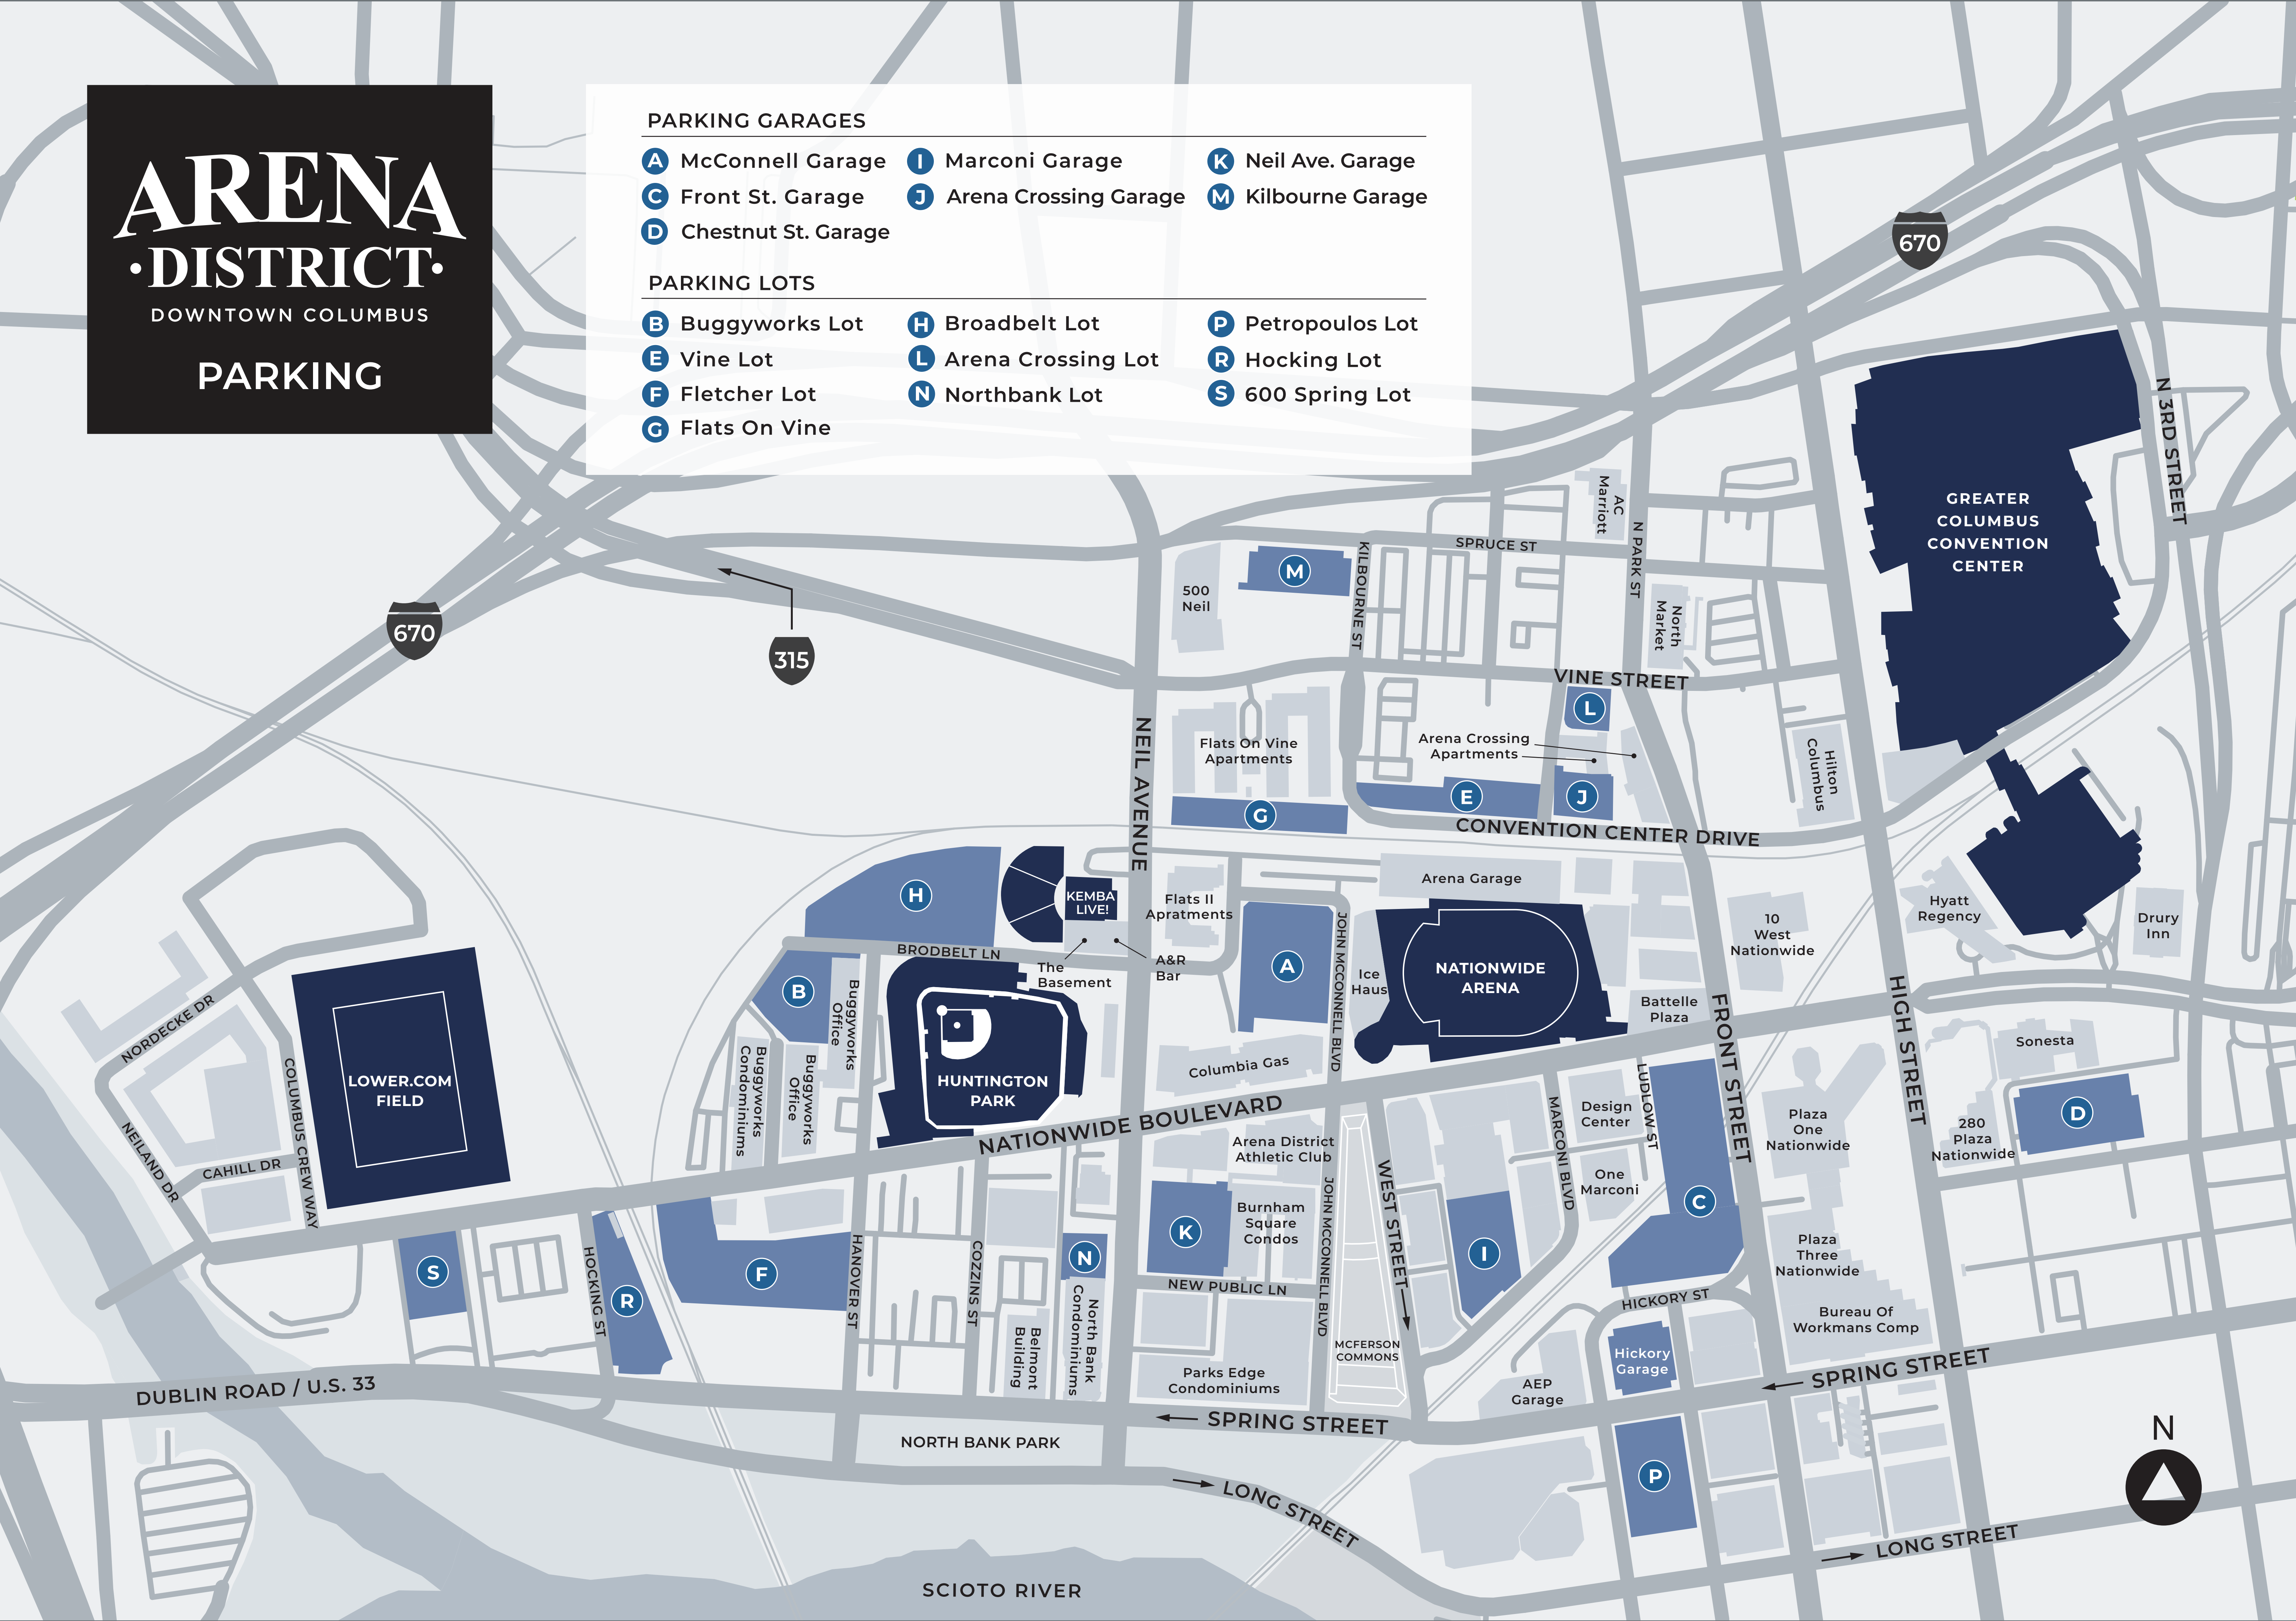 ARENA
·DISTRICT·
DOWNTOWN COLUMBUS
PARKING
PARKING GARAGES
A McConnell Garage
C Front St. Garage
D Chestnut St. Garage
I Marconi Garage
J Arena Crossing Garage
K Neil Ave. Garage
M Kilbourne Garage
PARKING LOTS
B Buggyworks Lot
E Vine Lot
F Fletcher Lot
G Flats On Vine
H Broadbelt Lot
L Arena Crossing Lot
N Northbank Lot
P Petropoulos Lot
R Hocking Lot
S 600 Spring Lot
670
N 3RD STREET
GREATER
COLUMBUS
CONVENTION
CENTER
AC
Marriott
N PARK ST
SPRUCE ST
KILBOURNE ST
M
500
Neil
North
Market
670
315
VINE STREET
L
NEIL AVENUE
Flats On Vine
Apartments
Arena Crossing
Apartments
Hilton
Columbus
E
J
G
CONVENTION CENTER DRIVE
H
KEMBA
LIVE!
Flats II
Apratments
Arena Garage
10
West
Nationwide
Hyatt
Regency
Drury
Inn
BRODBELT LN
The
Basement
A&R
Bar
A
JOHN MCCONNELL BLVD
Ice
Haus
NATIONWIDE
ARENA
Battelle
Plaza
FRONT STREET
HIGH STREET
B
Buggyworks
Office
NORDECKE DR
COLUMBUS CREW WAY
LOWER.COM
FIELD
Buggyworks
Condominiums
Buggyworks
Office
HUNTINGTON
PARK
Columbia Gas
Sonesta
NATIONWIDE BOULEVARD
LUDLOW ST
MARCONI BLVD
Design
Center
Plaza
One
Nationwide
280
Plaza
Nationwide
D
NEILAND DR
CAHILL DR
Arena District
Athletic Club
WEST STREET
One
Marconi
C
K
Burnham
Square
Condos
JOHN MCCONNELL BLVD
I
Plaza
Three
Nationwide
S
HOCKING ST
R
F
HANOVER ST
COZZINS ST
N
NEW PUBLIC LN
HICKORY ST
Bureau Of
Workmans Comp
Belmont
Building
North Bank
Condominiums
MCFERSON
COMMONS
Hickory
Garage
Parks Edge
Condominiums
AEP
Garage
SPRING STREET
DUBLIN ROAD / U.S. 33
SPRING STREET
NORTH BANK PARK
N
P
LONG STREET
LONG STREET
SCIOTO RIVER